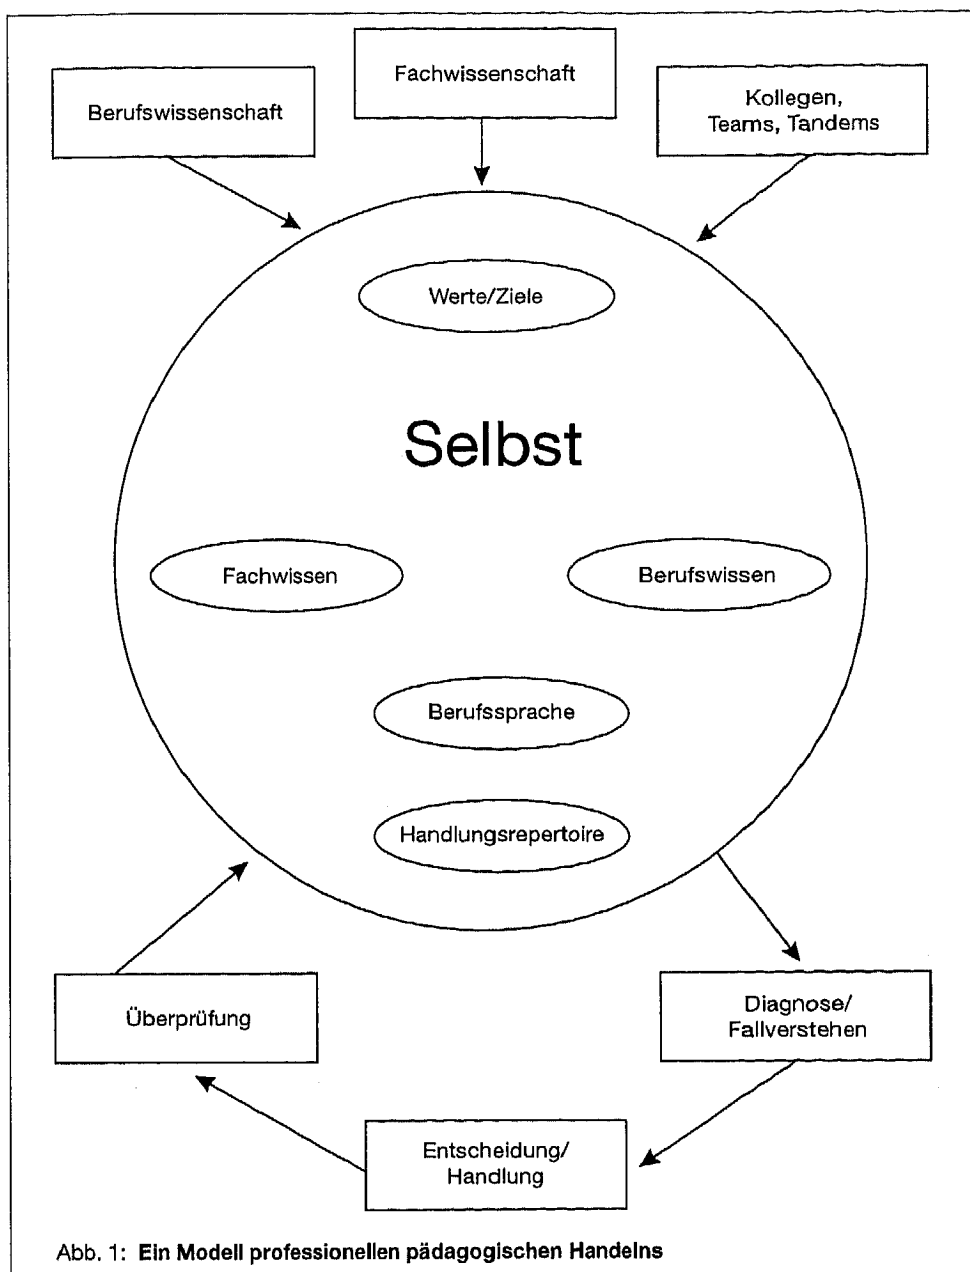 Fachwissenschaft
Berufswissenschaft
Kollegen,
Teams, Tandems
Werte/Ziele
Selbst
Fachwissen
Berufswissen
Berufssprache
Handlungsrepertoire
Überprüfung
Diagnose/
Fallverstehen
Entscheidung/
Handlung
Abb. 1: Ein Modell professionellen pädagogischen Handelns